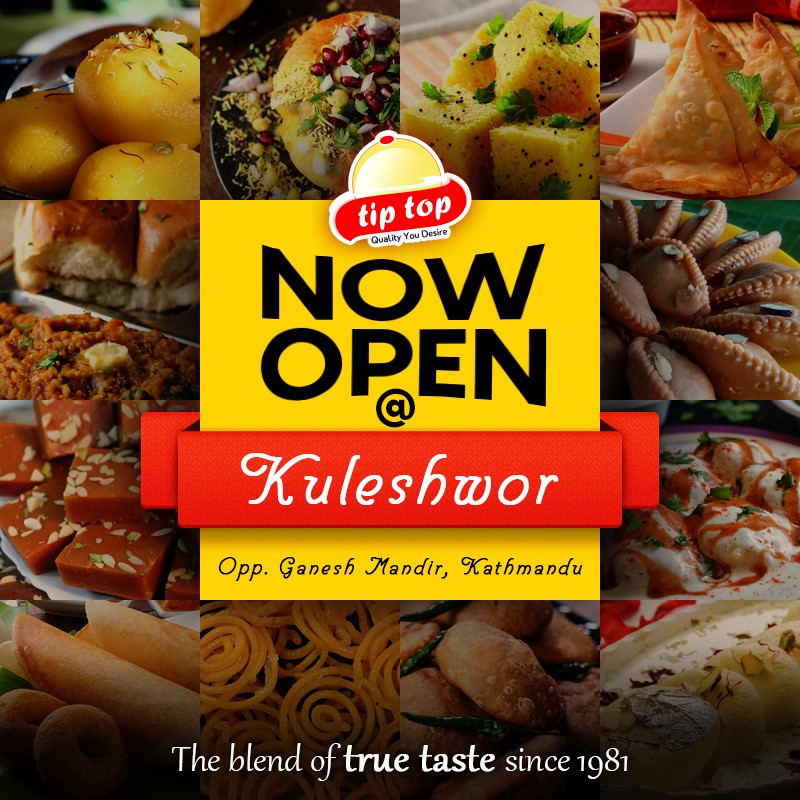 tip top
Quality You Desire
NOW
OPEN
@
Kuleshwor
Opp. Ganesh Mandir, Kathmandu
The blend of true taste since 1981